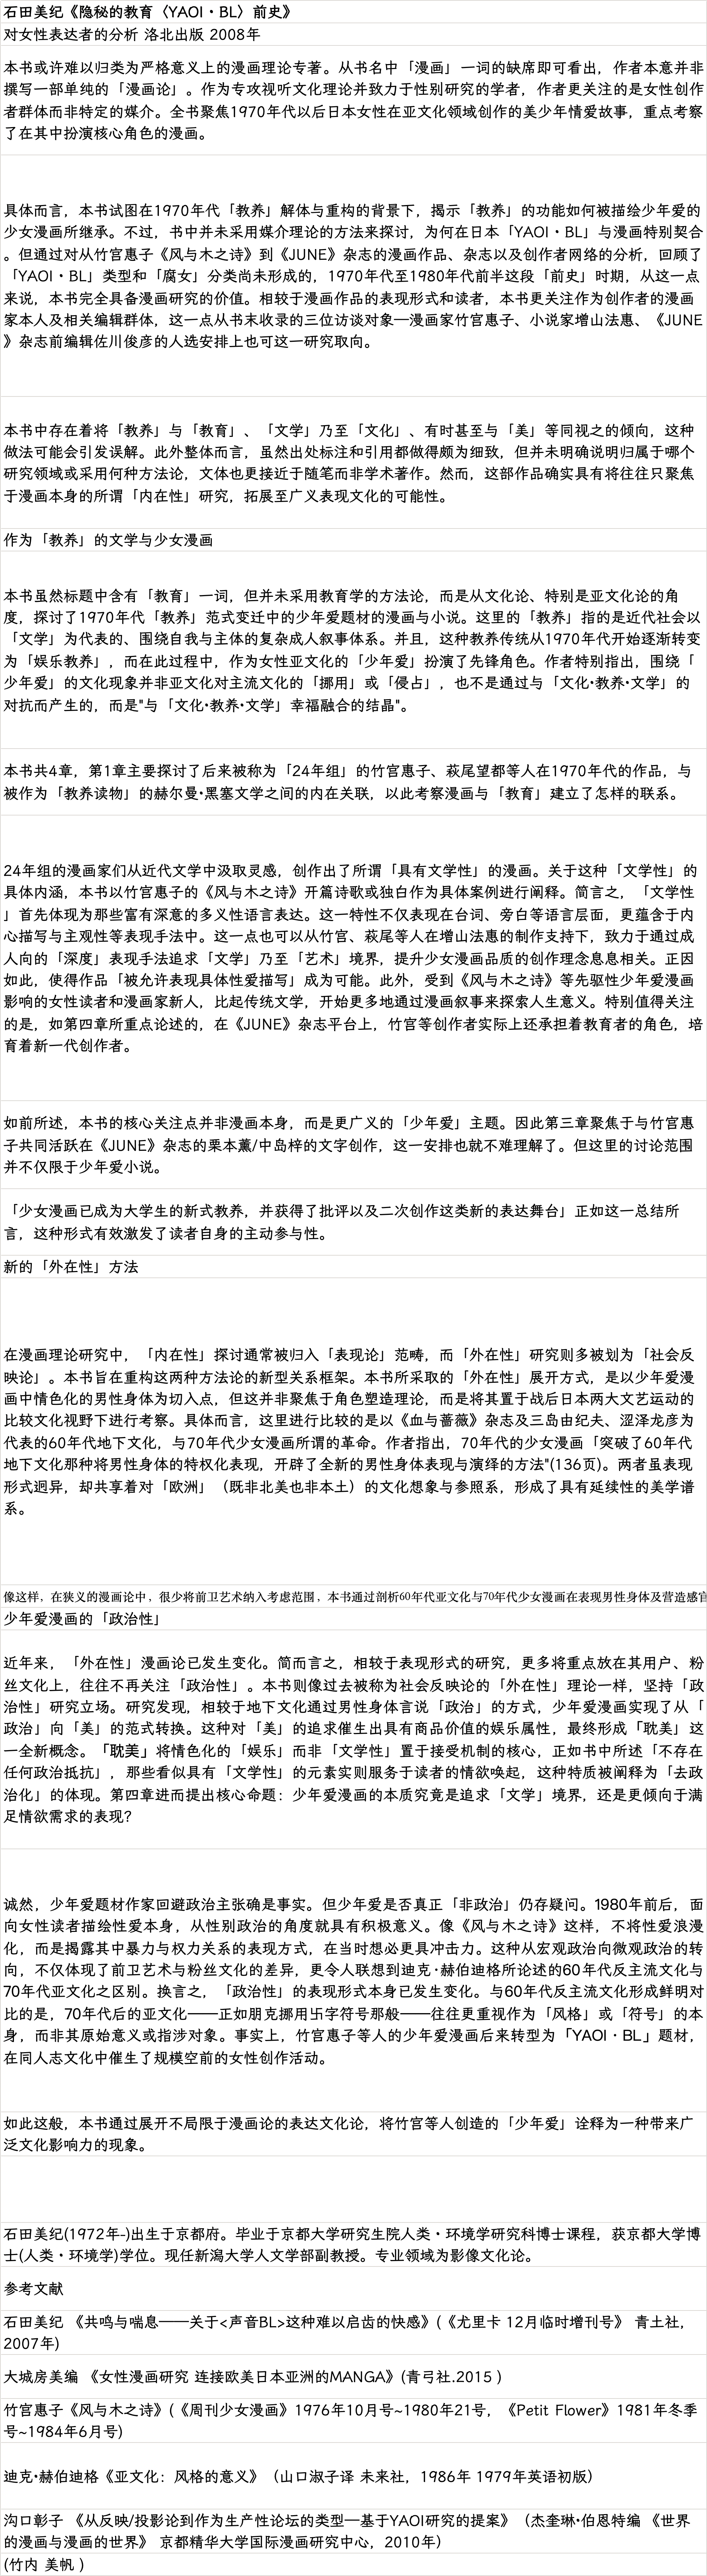 石田美纪《隐秘的教育〈YAOI・BL〉前史》
对女性表达者的分析 洛北出版 2008年
本书或许难以归类为严格意义上的漫画理论专著。从书名中「漫画」一词的缺席即可看出，作者本意并非
撰写一部单纯的「漫画论」。作为专攻视听文化理论并致力于性别研究的学者，作者更关注的是女性创作
者群体而非特定的媒介。全书聚焦1970年代以后日本女性在亚文化领域创作的美少年情爱故事，重点考察
了在其中扮演核心角色的漫画。
具体而言，本书试图在1970年代「教养」解体与重构的背景下，揭示「教养」的功能如何被描绘少年爱的
少女漫画所继承。不过，书中并未采用媒介理论的方法来探讨，为何在日本「YAOI・BL」与漫画特别契合
。但通过对从竹宫惠子《风与木之诗》到《JUNE》杂志的漫画作品、杂志以及创作者网络的分析，回顾了
「YAOI・BL」类型和「腐女」分类尚未形成的，1970年代至1980年代前半这段「前史」时期，从这一点
来说，本书完全具备漫画研究的价值。相较于漫画作品的表现形式和读者，本书更关注作为创作者的漫画
家本人及相关编辑群体，这一点从书末收录的三位访谈对象—漫画家竹宫惠子、小说家增山法惠、《JUNE
》杂志前编辑佐川俊彦的人选安排上也可这一研究取向。
本书中存在着将「教养」与「教育」、「文学」乃至「文化」、有时甚至与「美」等同视之的倾向，这种
做法可能会引发误解。此外整体而言，虽然出处标注和引用都做得颇为细致，但并未明确说明归属于哪个
研究领域或采用何种方法论，文体也更接近于随笔而非学术著作。然而，这部作品确实具有将往往只聚焦
于漫画本身的所谓「内在性」研究，拓展至广义表现文化的可能性。
作为「教养」的文学与少女漫画
本书虽然标题中含有「教育」一词，但并未采用教育学的方法论，而是从文化论、特别是亚文化论的角
度，探讨了1970年代「教养」范式变迁中的少年爱题材的漫画与小说。这里的「教养」指的是近代社会以
「文学」为代表的、围绕自我与主体的复杂成人叙事体系。并且，这种教养传统从1970年代开始逐渐转变
为「娱乐教养」，而在此过程中，作为女性亚文化的「少年爱」扮演了先锋角色。作者特别指出，围绕「
少年爱」的文化现象并非亚文化对主流文化的「挪用」或「侵占」，也不是通过与「文化•教养•文学」的
对抗而产生的，而是"与「文化•教养•文学」幸福融合的结晶"。
本书共4章，第1章主要探讨了后来被称为「24年组」的竹宫惠子、萩尾望都等人在1970年代的作品，与
被作为「教养读物」的赫尔曼•黑塞文学之间的内在关联，以此考察漫画与「教育」建立了怎样的联系。
24年组的漫画家们从近代文学中汲取灵感，创作出了所谓「具有文学性」的漫画。关于这种「文学性」的
具体内涵，本书以竹宫惠子的《风与木之诗》开篇诗歌或独白作为具体案例进行阐释。简言之，「文学性
」首先体现为那些富有深意的多义性语言表达。这一特性不仅表现在台词、旁白等语言层面，更蕴含于内
心描写与主观性等表现手法中。这一点也可以从竹宫、萩尾等人在增山法惠的制作支持下，致力于通过成
人向的「深度」表现手法追求「文学」乃至「艺术」境界，提升少女漫画品质的创作理念息息相关。正因
如此，使得作品「被允许表现具体性爱描写」成为可能。此外，受到《风与木之诗》等先驱性少年爱漫画
影响的女性读者和漫画家新人，比起传统文学，开始更多地通过漫画叙事来探索人生意义。特别值得关注
的是，如第四章所重点论述的，在《JUNE》杂志平台上，竹宫等创作者实际上还承担着教育者的角色，培
育着新一代创作者。
如前所述，本书的核心关注点并非漫画本身，而是更广义的「少年爱」主题。因此第三章聚焦于与竹宫惠
子共同活跃在《JUNE》杂志的栗本薰/中岛梓的文字创作，这一安排也就不难理解了。但这里的讨论范围
并不仅限于少年爱小说。
「少女漫画已成为大学生的新式教养，并获得了批评以及二次创作这类新的表达舞台」正如这一总结所
言，这种形式有效激发了读者自身的主动参与性。
新的「外在性」方法
在漫画理论研究中，「内在性」探讨通常被归入「表现论」范畴，而「外在性」研究则多被划为「社会反
映论」。本书旨在重构这两种方法论的新型关系框架。本书所采取的「外在性」展开方式，是以少年爱漫
画中情色化的男性身体为切入点，但这并非聚焦于角色塑造理论，而是将其置于战后日本两大文艺运动的
比较文化视野下进行考察。具体而言，这里进行比较的是以《血与蔷薇》杂志及三岛由纪夫、涩泽龙彦为
代表的60年代地下文化，与70年代少女漫画所谓的革命。作者指出，70年代的少女漫画「突破了60年代
地下文化那种将男性身体的特权化表现，开辟了全新的男性身体表现与演绎的方法"(136页)。两者虽表现
形式迥异，却共享着对「欧洲」（既非北美也非本土）的文化想象与参照系，形成了具有延续性的美学谱
系。
像这样，在狭义的漫画论中，很少将前卫艺术纳入考虑范围，本书通过剖析60年代亚文化与70年代少女漫画在表现男性身体及营造感官
少年爱漫画的「政治性」
近年来，「外在性」漫画论已发生变化。简而言之，相较于表现形式的研究，更多将重点放在其用户、粉
丝文化上，往往不再关注「政治性」。本书则像过去被称为社会反映论的「外在性」理论一样，坚持「政
治性」研究立场。研究发现，相较于地下文化通过男性身体言说「政治」的方式，少年爱漫画实现了从「
政治」向「美」的范式转换。这种对「美」的追求催生出具有商品价值的娱乐属性，最终形成「耽美」这
一全新概念。「耽美」将情色化的「娱乐」而非「文学性」置于接受机制的核心，正如书中所述「不存在
任何政治抵抗」，那些看似具有「文学性」的元素实则服务于读者的情欲唤起，这种特质被阐释为「去政
治化」的体现。第四章进而提出核心命题：少年爱漫画的本质究竟是追求「文学」境界，还是更倾向于满
足情欲需求的表现?
诚然，少年爱题材作家回避政治主张确是事实。但少年爱是否真正「非政治」仍存疑问。1980年前后，面
向女性读者描绘性爱本身，从性别政治的角度就具有积极意义。像《风与木之诗》这样，不将性爱浪漫
化，而是揭露其中暴力与权力关系的表现方式，在当时想必更具冲击力。这种从宏观政治向微观政治的转
向，不仅体现了前卫艺术与粉丝文化的差异，更令人联想到迪克·赫伯迪格所论述的60年代反主流文化与
70年代亚文化之区别。换言之，「政治性」的表现形式本身已发生变化。与60年代反主流文化形成鲜明对
比的是，70年代后的亚文化——正如朋克挪用卐字符号那般——往往更重视作为「风格」或「符号」的本
身，而非其原始意义或指涉对象。事实上，竹宫惠子等人的少年爱漫画后来转型为「YAOI・BL」题材，
在同人志文化中催生了规模空前的女性创作活动。
如此这般，本书通过展开不局限于漫画论的表达文化论，将竹宫等人创造的「少年爱」诠释为一种带来广
泛文化影响力的现象。
石田美纪(1972年-)出生于京都府。毕业于京都大学研究生院人类・环境学研究科博士课程，获京都大学博
士(人类・环境学)学位。现任新潟大学人文学部副教授。专业领域为影像文化论。
参考文献
石田美纪 《共鸣与喘息——关于<声音BL>这种难以启齿的快感》(《尤里卡 12月临时增刊号》 青土社，
2007年)
大城房美编 《女性漫画研究 连接欧美日本亚洲的MANGA》(青弓社.2015 )
竹宫惠子《风与木之诗》(《周刊少女漫画》1976年10月号~1980年21号，《Petit Flower》1981年冬季
号~1984年6月号)
迪克•赫伯迪格《亚文化：风格的意义》（山口淑子译 未来社，1986年 1979年英语初版）
沟口彰子 《从反映/投影论到作为生产性论坛的类型—基于YAOI研究的提案》（杰奎琳•伯恩特编 《世界
的漫画与漫画的世界》 京都精华大学国际漫画研究中心，2010年）
(竹内 美帆 )